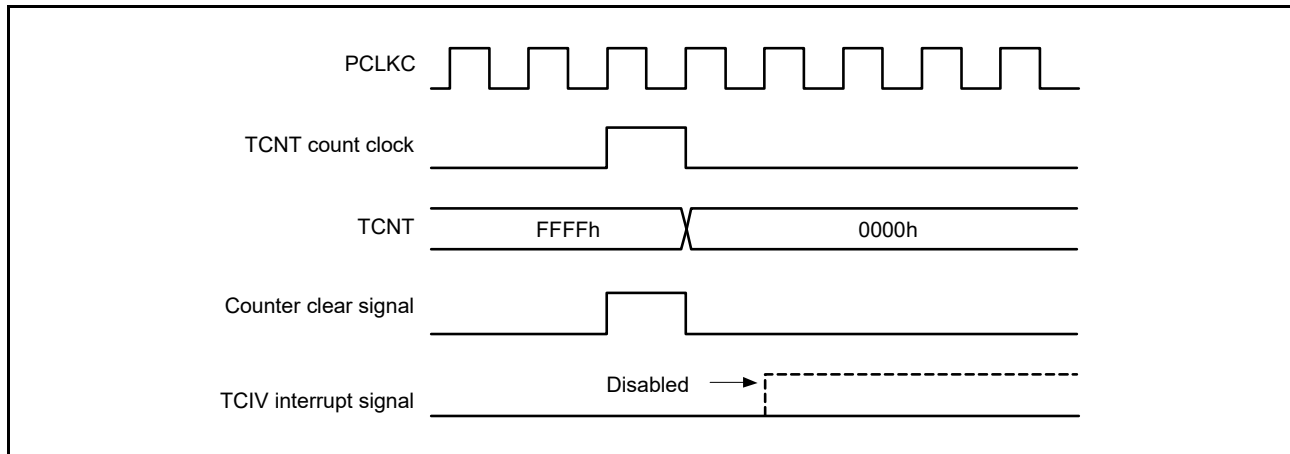 PCLKC
TCNT count clock
TCNT
FFFFh
0000h
Counter clear signal
Disabled
TCIV interrupt signal